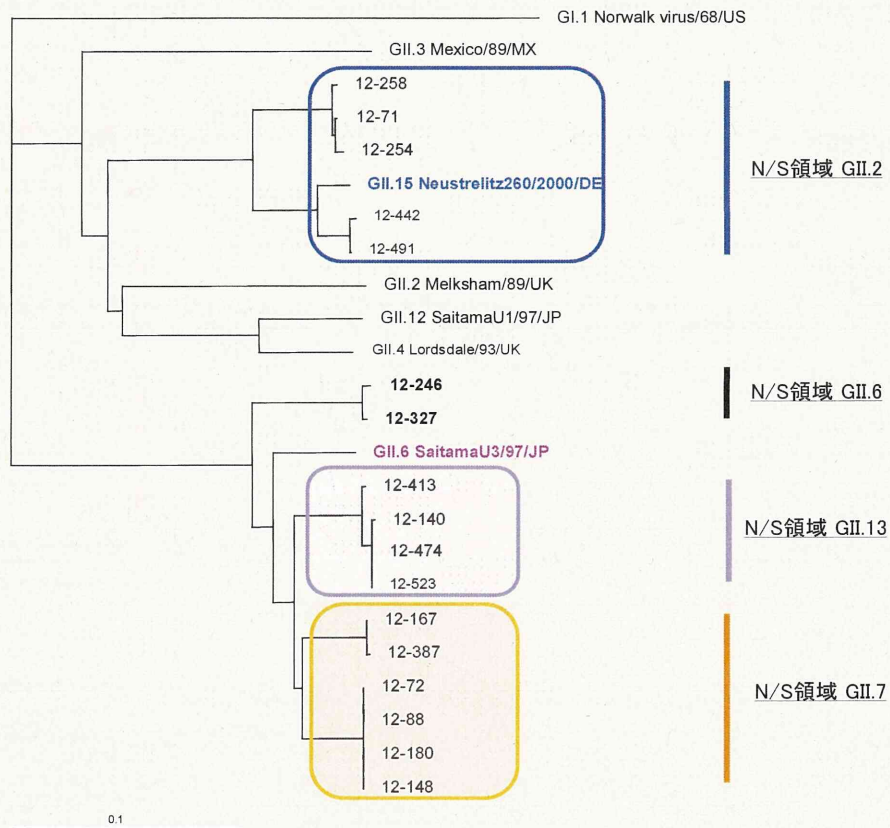 GI.1 Norwalk virus/68/US
GII.3 Mexico/89/MX
12-258
12-71
12-254
GII.15 Neustrelitz260/2000/DE
12-442
12-491
N/S領域 GII.2
GII.2 Melksham/89/UK
GII.12 SaitamaU1/97/JP
GII.4 Lordsdale/93/UK
12-246
12-327
N/S領域 GII.6
GII.6 SaitamaU3/97/JP
12-413
12-140
12-474
12-523
N/S領域 GII.13
12-167
12-387
12-72
12-88
12-180
12-148
N/S領域 GII.7
0.1